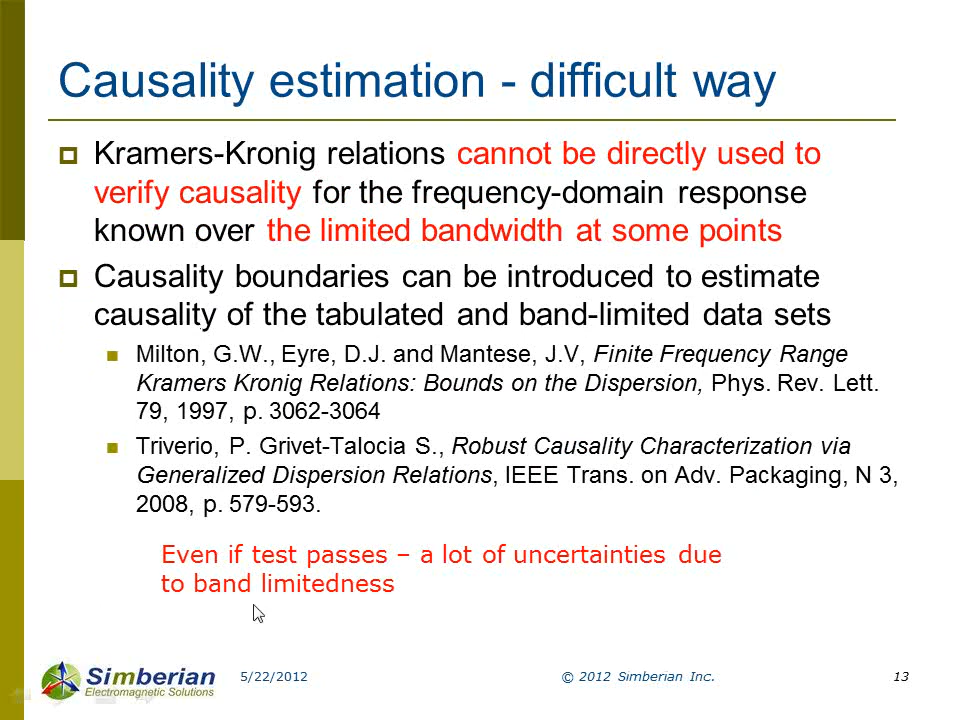 Causality estimation - difficult way
Kramers-Kronig relations cannot be directly used to
verify causality for the frequency-domain response
known over the limited bandwidth at some points
Causality boundaries can be introduced to estimate
causality of the tabulated and band-limited data sets
Milton, G.W., Eyre, D.J. and Mantese, J.V, Finite Frequency Range
Kramers Kronig Relations: Bounds on the Dispersion, Phys. Rev. Lett.
79, 1997, p. 3062-3064
Triverio, P. Grivet-Talocia S., Robust Causality Characterization via
Generalized Dispersion Relations, IEEE Trans. on Adv. Packaging, N 3,
2008, p. 579-593.
Even if test passes – a lot of uncertainties due
to band limitedness
Simberian
Electromagnetic Solutions
5/22/2012
© 2012 Simberian Inc.
13